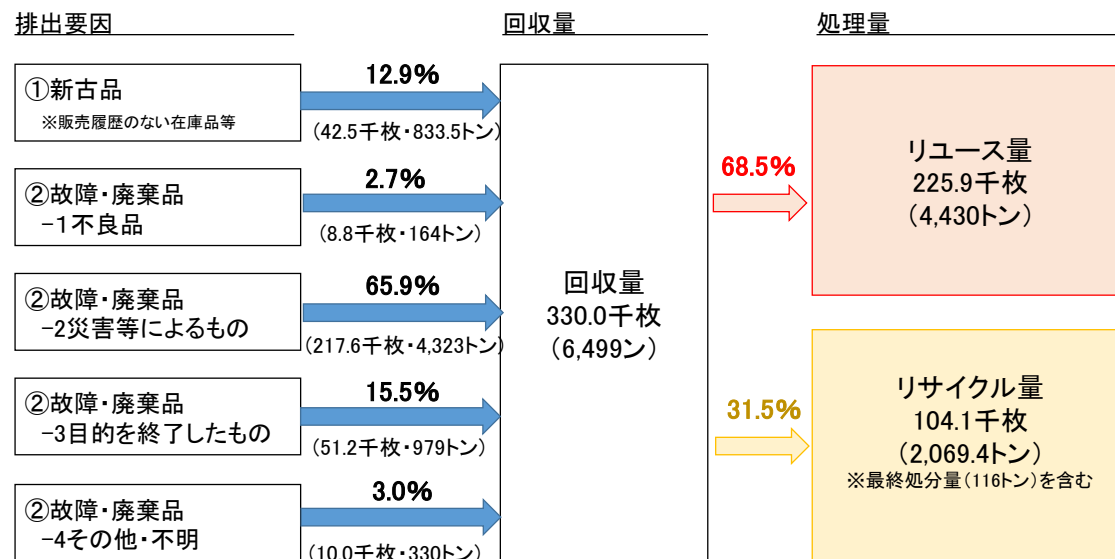 排出要因
回収量
処理量
①新古品
※販売履歴のない在庫品等
12.9%
(42.5千枚・833.5トン)
②故障・廃棄品
-1不良品
2.7%
(8.8千枚・164トン)
②故障・廃棄品
-2災害等によるもの
65.9%
(217.6千枚・4,323トン)
②故障・廃棄品
-3目的を終了したもの
15.5%
(51.2千枚・979トン)
②故障・廃棄品
-4その他・不明
3.0%
(10.0千枚・330トン)
回収量
330.0千枚
(6,499ン)
68.5%
リユース量
225.9千枚
(4,430トン)
31.5%
リサイクル量
104.1千枚
(2,069.4トン)
※最終処分量(116トン)を含む